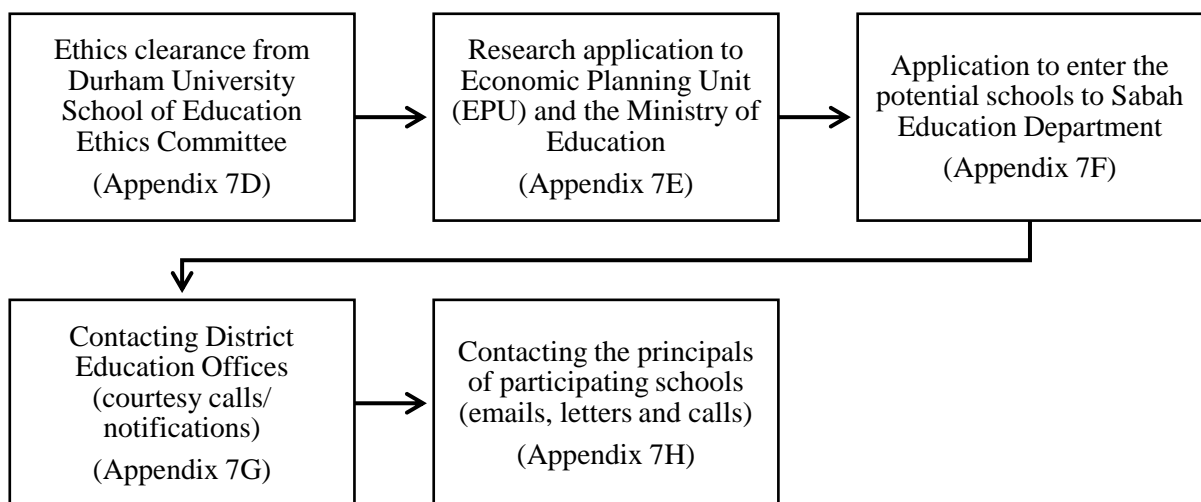 Ethics clearance from
Durham University
School of Education
Ethics Committee
(Appendix 7D)
Research application to
Economic Planning Unit
(EPU) and the Ministry of
Education
(Appendix 7E)
Application to enter the
potential schools to Sabah
Education Department
(Appendix 7F)
Contacting District
Education Offices
(courtesy calls/
notifications)
(Appendix 7G)
Contacting the principals
of participating schools
(emails, letters and calls)
(Appendix 7H)